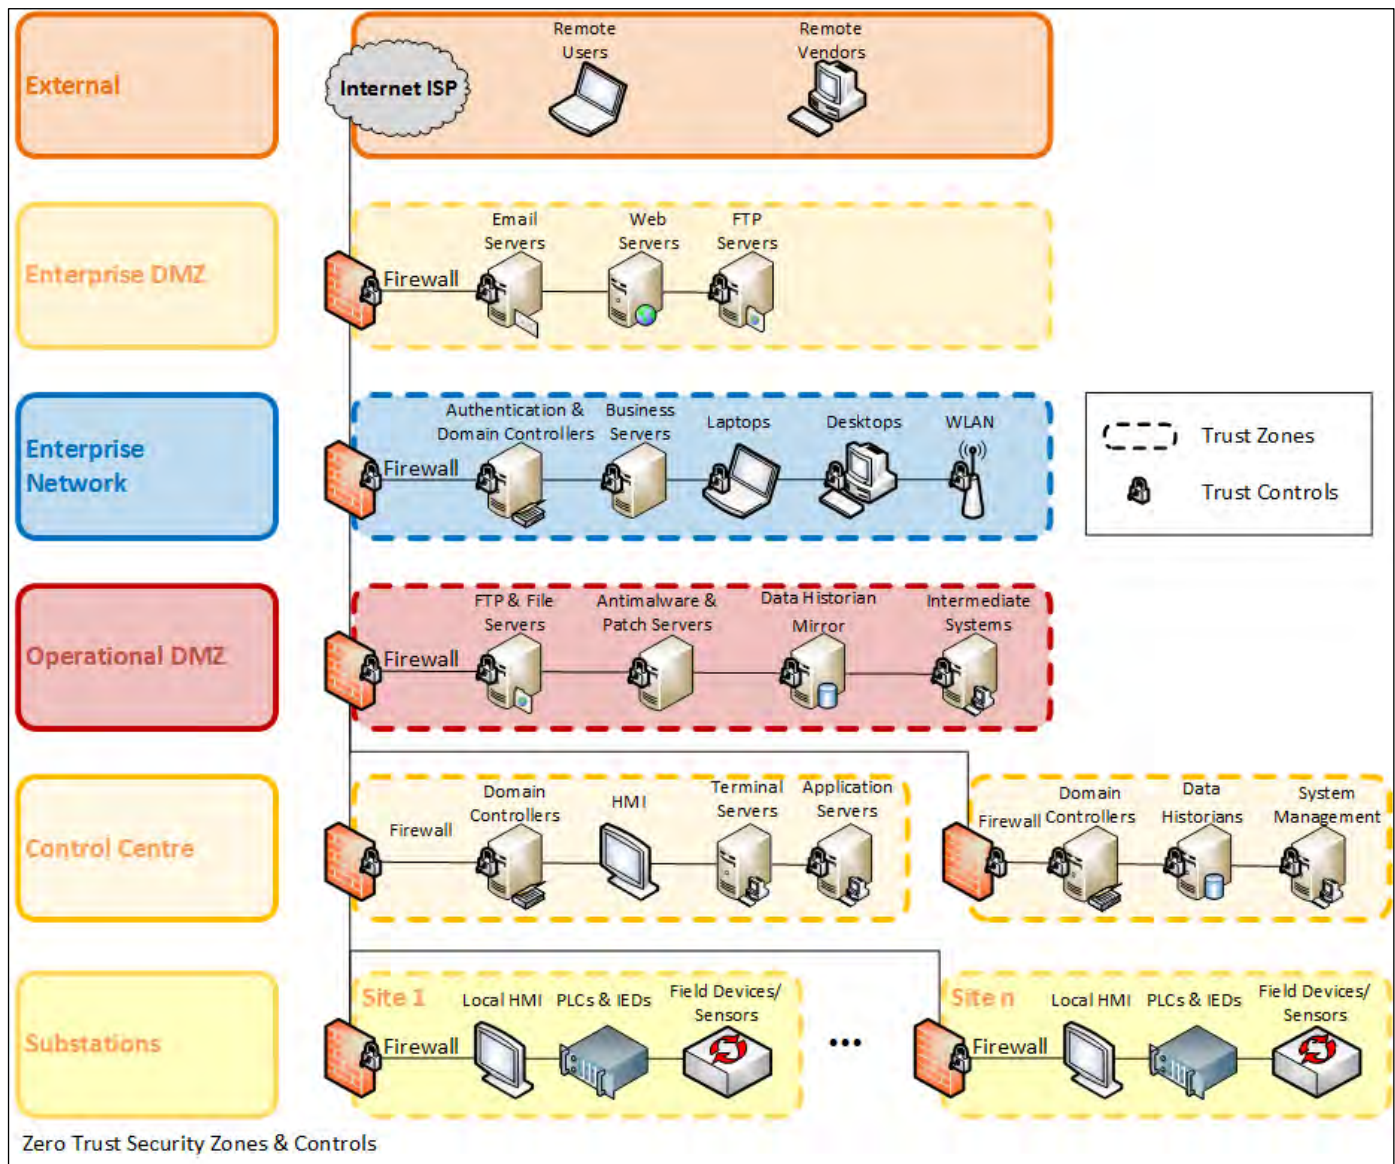 External
Internet ISP
Remote
Users
Remote
Vendors
Enterprise DMZ
Firewall
Email
Servers
Web
Servers
FTP
Servers
Enterprise
Network
Firewall
Authentication &
Domain Controllers
Business
Servers
Laptops
Desktops
WLAN
Trust Zones
Trust Controls
Operational DMZ
Firewall
FTP & File
Servers
Antimalware &
Patch Servers
Data Historian
Mirror
Intermediate
Systems
Control Centre
Firewall
Domain
Controllers
HMI
Terminal
Servers
Application
Servers
Firewall
Domain
Controllers
Data
Historians
System
Management
Substations
Site 1
Firewall
Local HMI
PLCs & IEDs
Field Devices/
Sensors
•••
Site n
Firewall
Local HMI
PLCs & IEDs
Field Devices/
Sensors
Zero Trust Security Zones & Controls